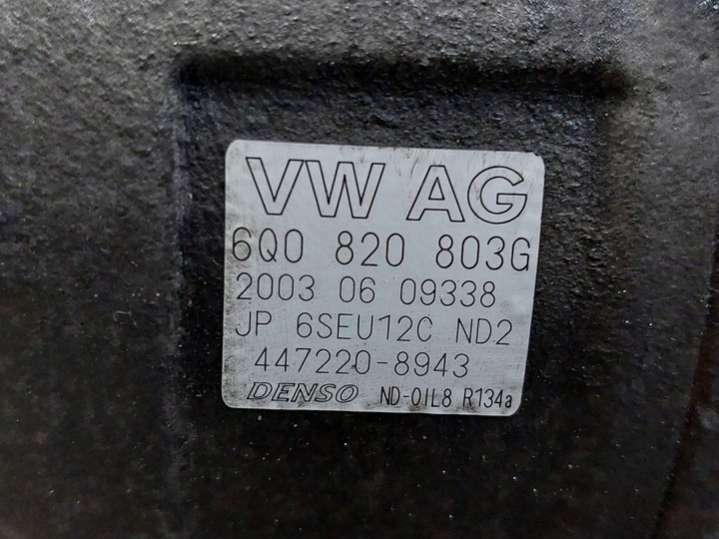 VW AG
6Q0 820 803G
2003 06 09338
JP 6SEU12C ND2
447220-8943
DENSO ND-OIL8 R134a